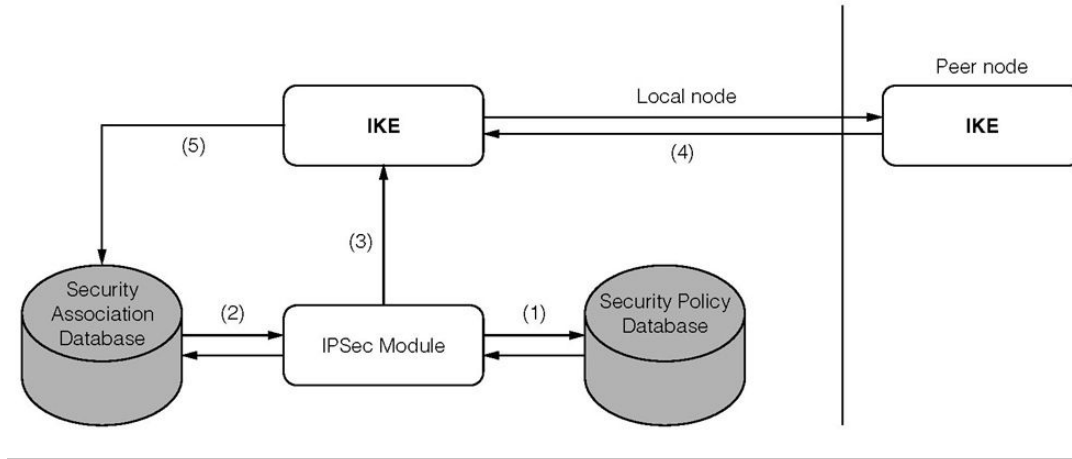 Peer node
Local node
IKE
IKE
(5)
(4)
(3)
Security
Association
Database
(2)
IPSec Module
(1)
Security Policy
Database